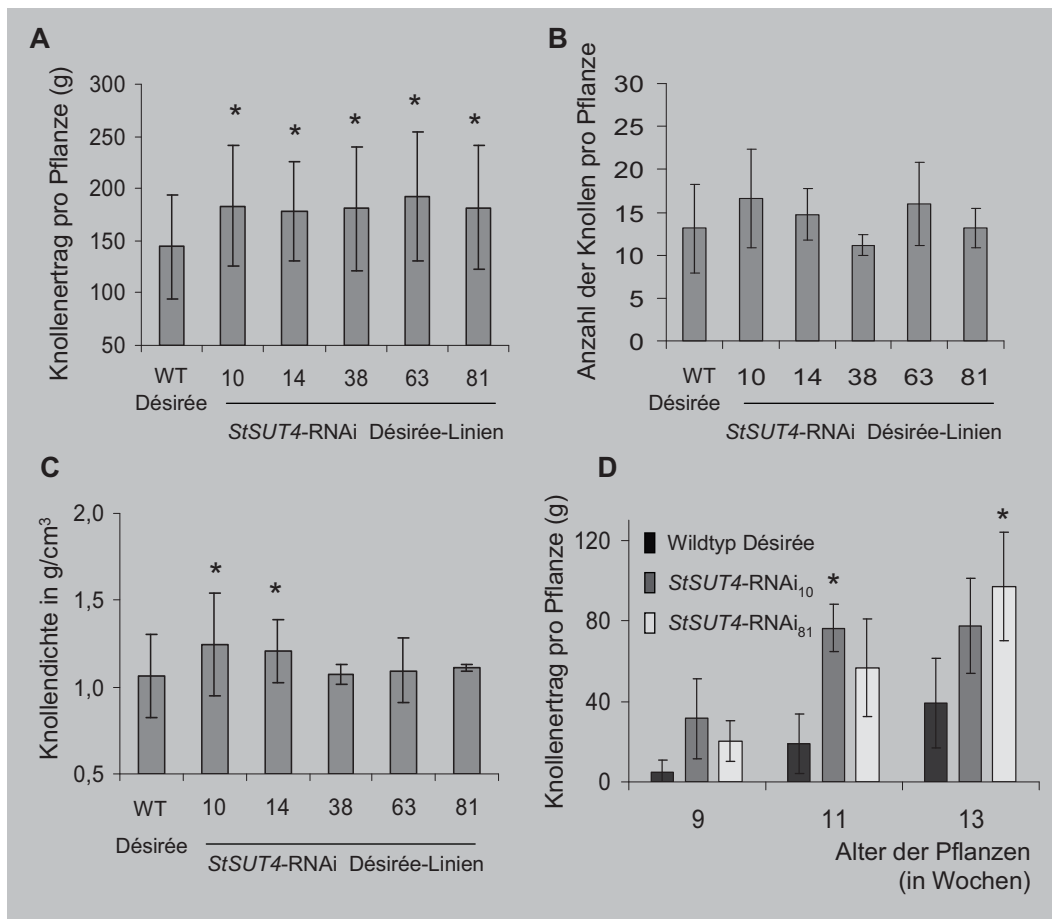 A
Knollenertrag pro Pflanze (g)
300
250
200
150
100
50
* * * * *
WT 10 14 38 63 81
Désirée
StSUT4-RNAi Désirée-Linien
B
Anzahl der Knollen pro Pflanze
30
25
20
15
10
5
0
WT 10 14 38 63 81
Désirée
StSUT4-RNAi Désirée-Linien
C
Knollendichte in g/cm³
2,0
1,5
1,0
0,5
* *
WT 10 14 38 63 81
Désirée
StSUT4-RNAi Désirée-Linien
D
Knollenertrag pro Pflanze (g)
120
80
40
0
Wildtyp Désirée
StSUT4-RNAi₁₀
StSUT4-RNAi₈₁
* *
9 11 13
Alter der Pflanzen
(in Wochen)